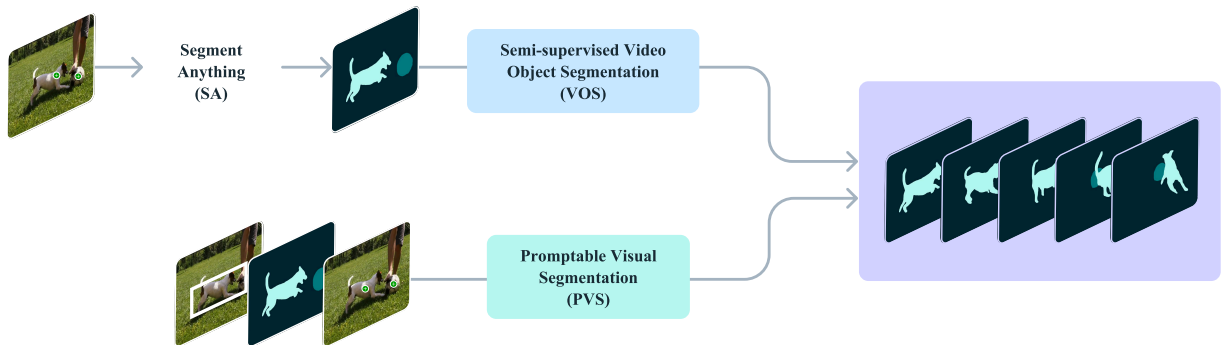 Segment
Anything
(SA)
Semi-supervised Video
Object Segmentation
(VOS)
Promptable Visual
Segmentation
(PVS)